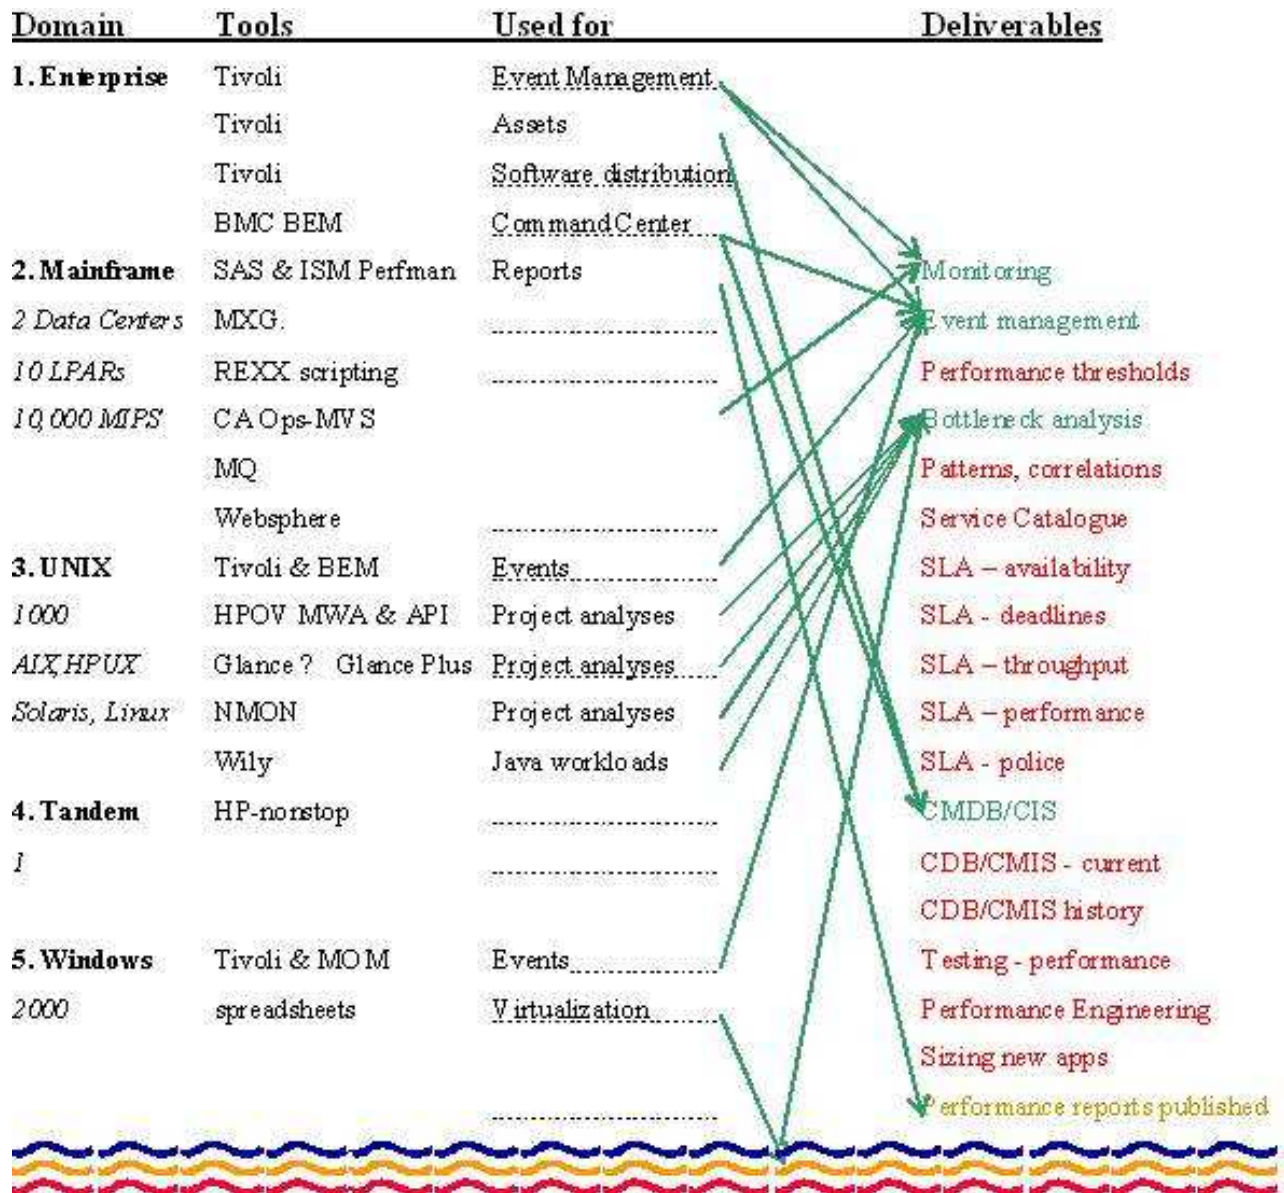 Domain Tools Used for Deliverables
1. Enterprise Tivoli Event Management
Tivoli Assets
Tivoli Software distribution
BMC BEM Command Center
2. Mainframe SAS & ISM Perfman Reports Monitoring
2 Data Centers MXG. Event management
10 LPARs REXX scripting Performance thresholds
10,000 MIPS CA Ops-MVS Bottleneck analysis
MQ Patterns, correlations
Websphere Service Catalogue
3. UNIX Tivoli & BEM Events SLA – availability
1000 HPOV MWA & API Project analyses SLA - deadlines
AIX, HPUX Glance ? Glance Plus Project analyses SLA – throughput
Solaris, Linux NMON Project analyses SLA – performance
Wily Java workloads SLA - police
4. Tandem HP-nonstop CMDB/CIS
1 CDB/CMIS - current
CDB/CMIS history
5. Windows Tivoli & MOM Events Testing - performance
2000 spreadsheets Virtualization Performance Engineering
Sizing new apps
Performance reports published